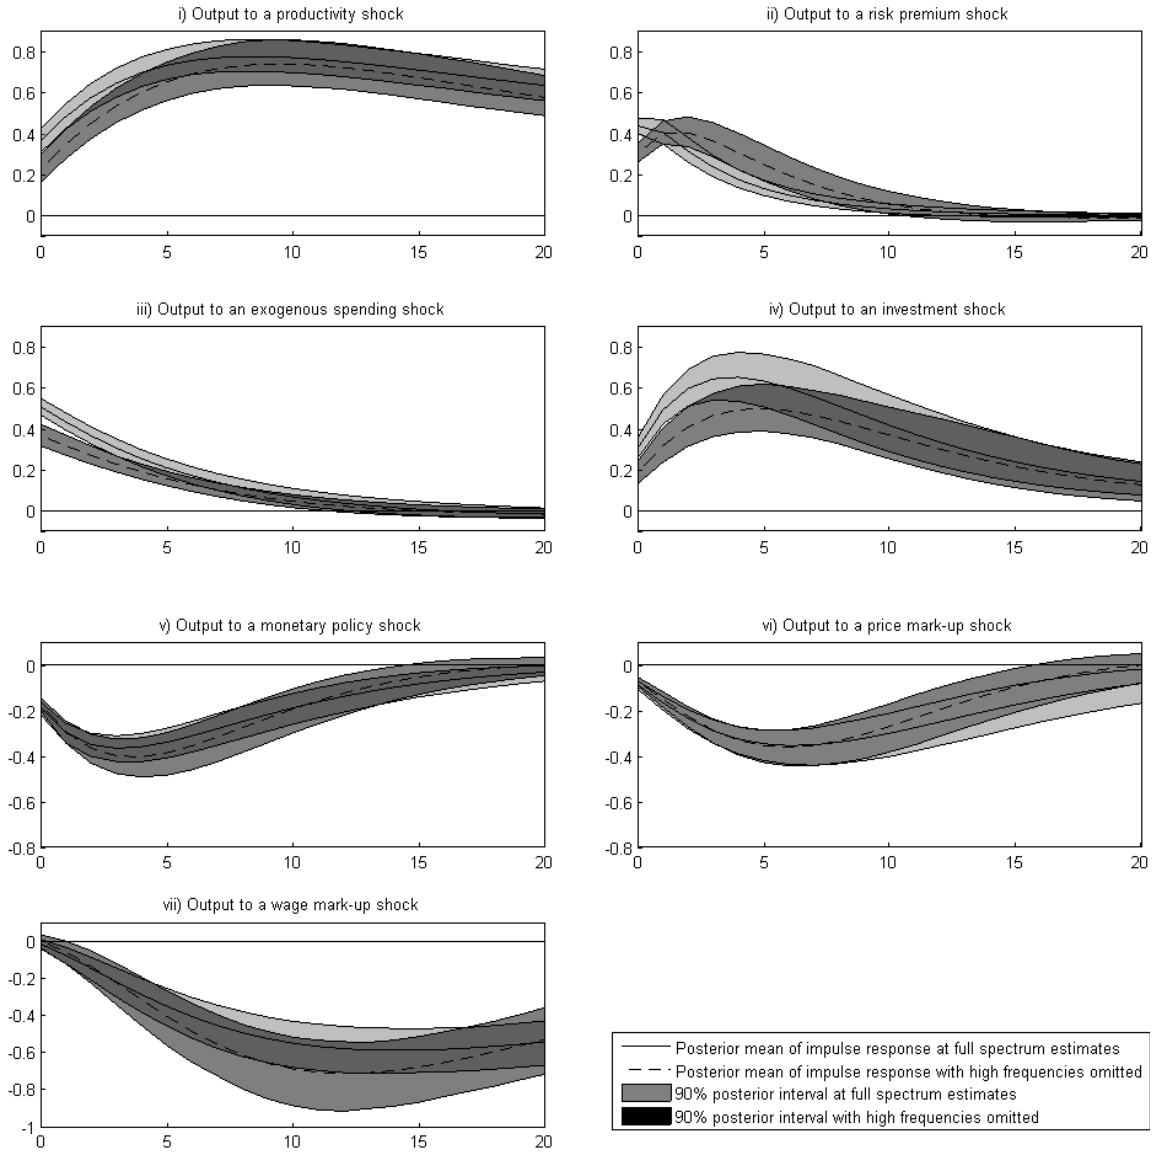 i) Output to a productivity shock
0.8
0.6
0.4
0.2
0
0 5 10 15 20
ii) Output to a risk premium shock
0.8
0.6
0.4
0.2
0
0 5 10 15 20
iii) Output to an exogenous spending shock
0.8
0.6
0.4
0.2
0
0 5 10 15 20
iv) Output to an investment shock
0.8
0.6
0.4
0.2
0
0 5 10 15 20
v) Output to a monetary policy shock
0
-0.2
-0.4
-0.6
-0.8
0 5 10 15 20
vi) Output to a price mark-up shock
0
-0.2
-0.4
-0.6
-0.8
0 5 10 15 20
vii) Output to a wage mark-up shock
0
-0.2
-0.4
-0.6
-0.8
-1
0 5 10 15 20
Posterior mean of impulse response at full spectrum estimates
Posterior mean of impulse response with high frequencies omitted
90% posterior interval at full spectrum estimates
90% posterior interval with high frequencies omitted